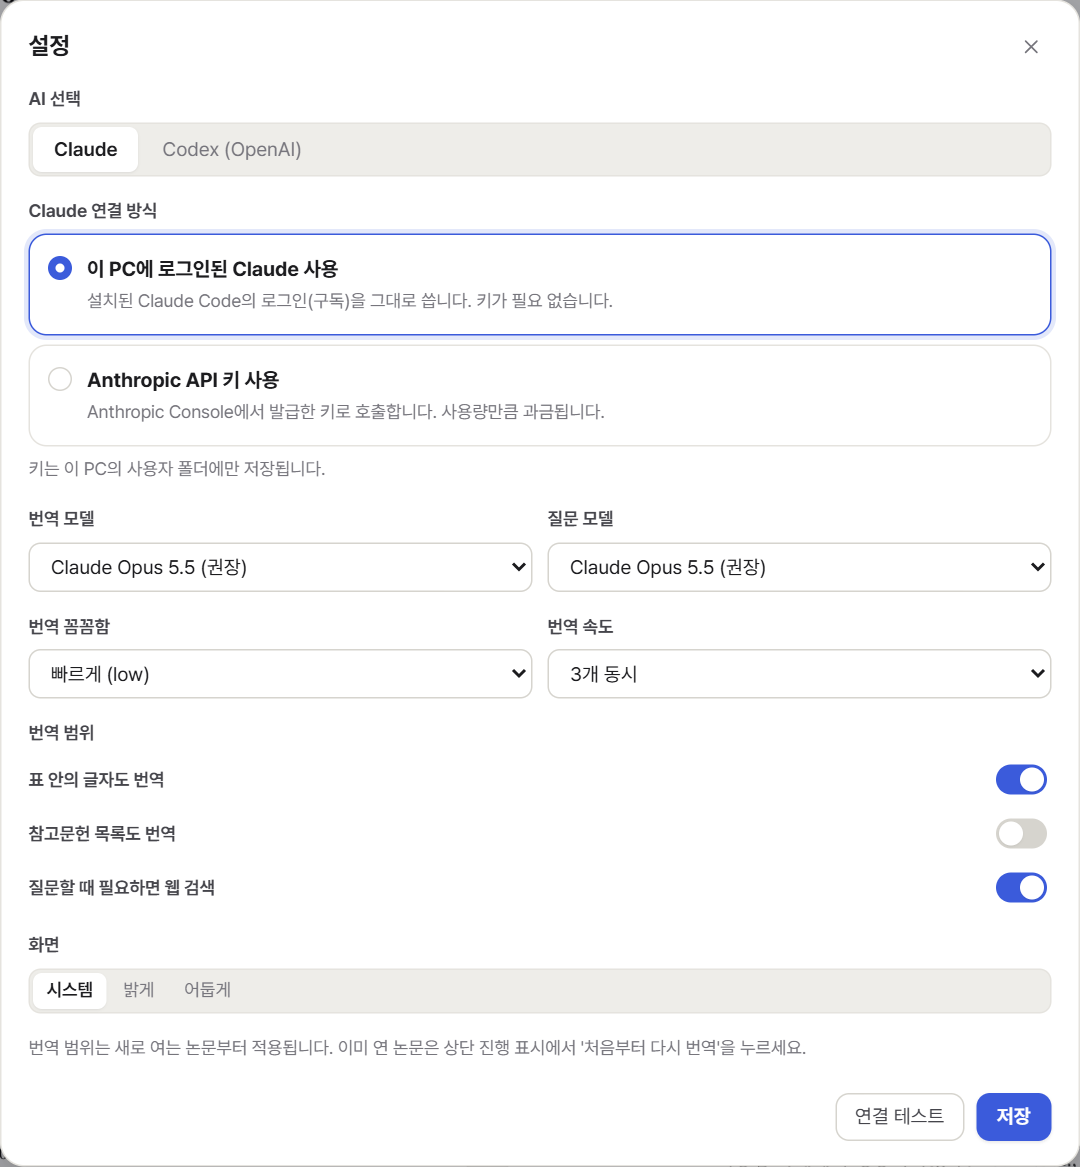 설정
AI 선택
Claude
Codex (OpenAI)
Claude 연결 방식
이 PC에 로그인된 Claude 사용
설치된 Claude Code의 로그인(구독)을 그대로 씁니다. 키가 필요 없습니다.
Anthropic API 키 사용
Anthropic Console에서 발급한 키로 호출합니다. 사용량만큼 과금됩니다.
키는 이 PC의 사용자 폴더에만 저장됩니다.
번역 모델
질문 모델
Claude Opus 5.5 (권장)
Claude Opus 5.5 (권장)
번역 꼼꼼함
번역 속도
빠르게 (low)
3개 동시
번역 범위
표 안의 글자도 번역
참고문헌 목록도 번역
질문할 때 필요하면 웹 검색
화면
시스템
밝게
어둡게
번역 범위는 새로 여는 논문부터 적용됩니다. 이미 연 논문은 상단 진행 표시에서 '처음부터 다시 번역'을 누르세요.
연결 테스트
저장